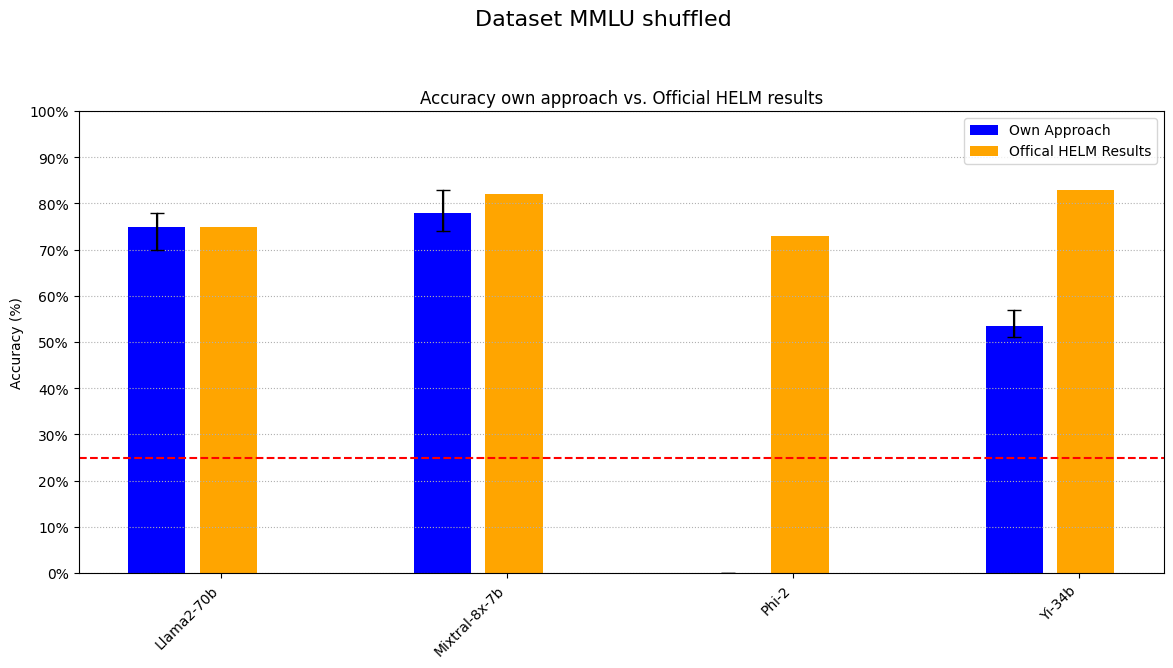 Dataset MMLU shuffled
Accuracy own approach vs. Official HELM results
100%
90%
80%
70%
60%
50%
40%
30%
20%
10%
0%
Accuracy (%)
Own Approach
Offical HELM Results
Llama2-70b
Mixtral-8x-7b
Phi-2
Yi-34b